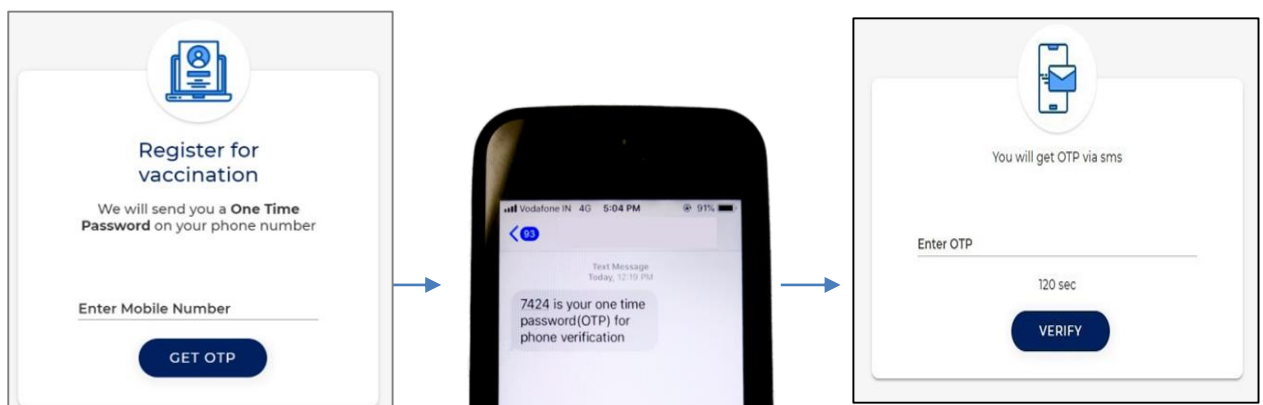 Register for
vaccination
We will send you a One Time
Password on your phone number
Enter Mobile Number
GET OTP
Vodafone IN 4G 5:04 PM 91%
93
Text Message
Today, 12:19 PM
7424 is your one time
password(OTP) for
phone verification
You will get OTP via sms
Enter OTP
120 sec
VERIFY